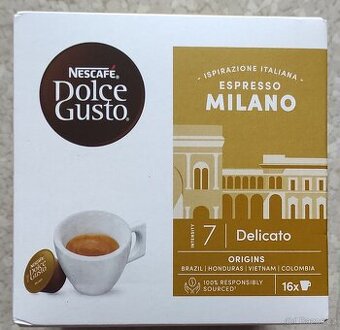 NESCAFÉ
DOLCE
GUSTO
ISPIRAZIONE ITALIANA
ESPRESSO
MILANO
INTENSITY
7
Delicato
ORIGINS
BRAZIL | HONDURAS | VIETNAM | COLOMBIA
100% RESPONSIBLY
SOURCED
16x